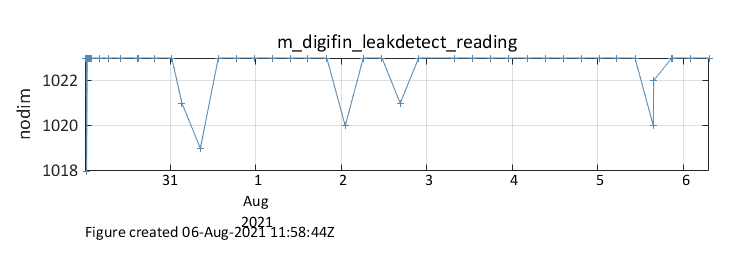 m_digifin_leakdetect_reading
nodim
1022
1020
1018
31 1 2 3 4 5 6
Aug
2021
Figure created 06-Aug-2021 11:58:44Z